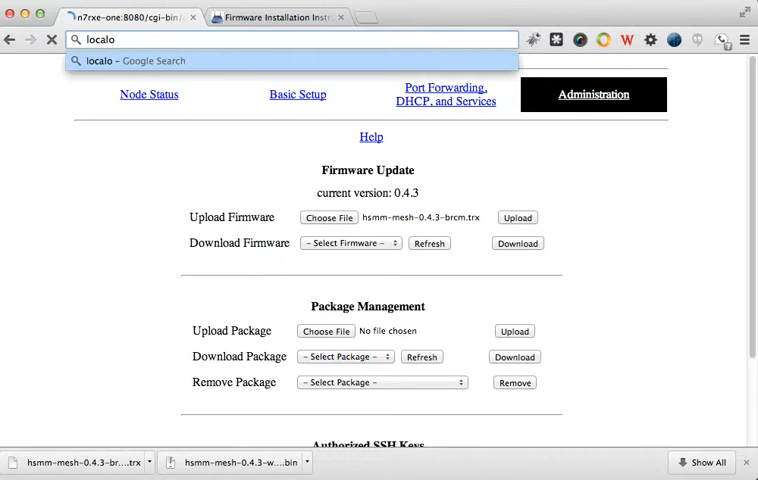 n7rxe-one:8080/cgi-bin/
Firmware Installation Instru
localo
localo – Google Search
Node Status
Basic Setup
Port Forwarding,
DHCP, and Services
Administration
Help
Firmware Update
current version: 0.4.3
Upload Firmware Choose File hsmm-mesh-0.4.3-brcm.trx Upload
Download Firmware – Select Firmware – Refresh Download
Package Management
Upload Package Choose File No file chosen Upload
Download Package – Select Package – Refresh Download
Remove Package – Select Package – Remove
Authorized SSH Keys
hsmm-mesh-0.4.3-br....trx
hsmm-mesh-0.4.3-w....bin
Show All